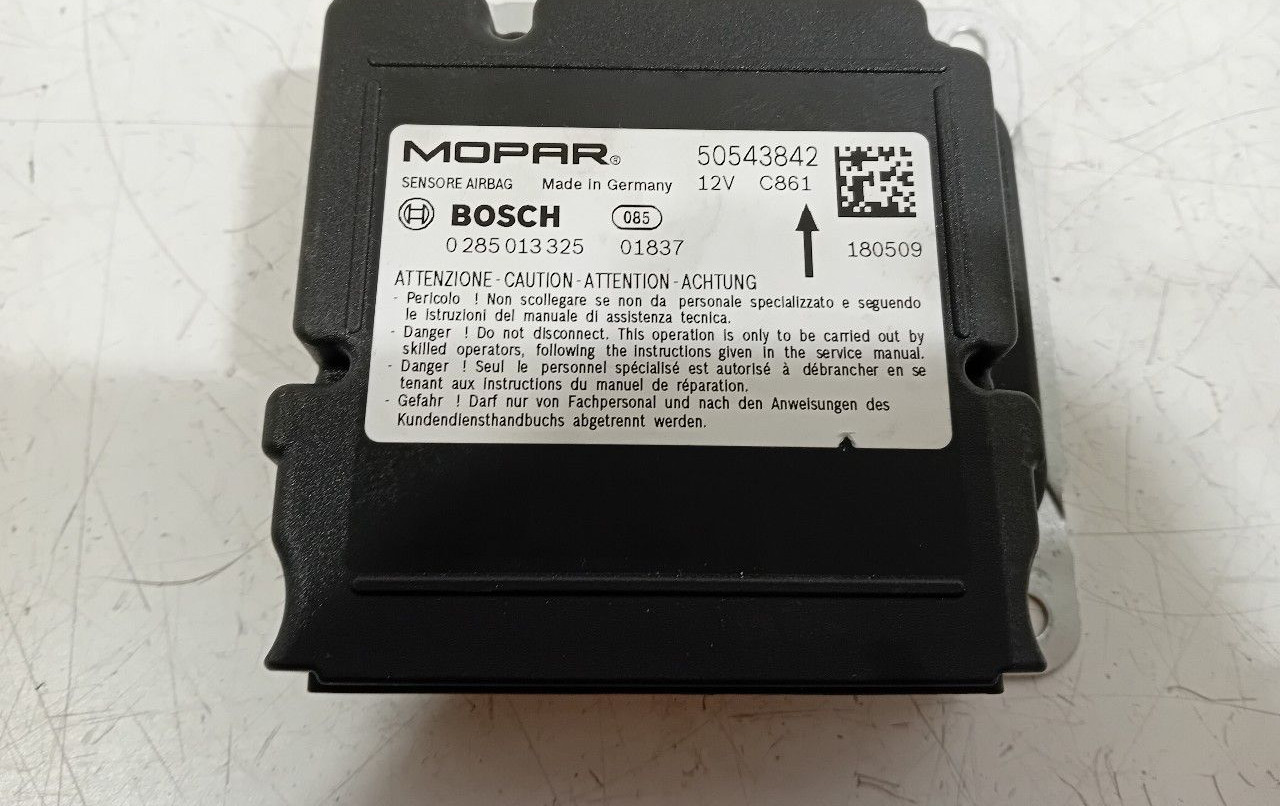 MOPAR® 50543842
SENSORE AIRBAG Made in Germany 12V C861
BOSCH 085
0 285 013 325 01837 180509
ATTENZIONE - CAUTION - ATTENTION - ACHTUNG
- Pericolo ! Non scollegare se non da personale specializzato e seguendo
le istruzioni del manuale di assistenza tecnica.
- Danger ! Do not disconnect. This operation is only to be carried out by
skilled operators, following the instructions given in the service manual.
- Danger ! Seul le personnel spécialisé est autorisé à débrancher en se
tenant aux instructions du manuel de réparation.
- Gefahr ! Darf nur von Fachpersonal und nach den Anweisungen des
Kundendiensthandbuchs abgetrennt werden.